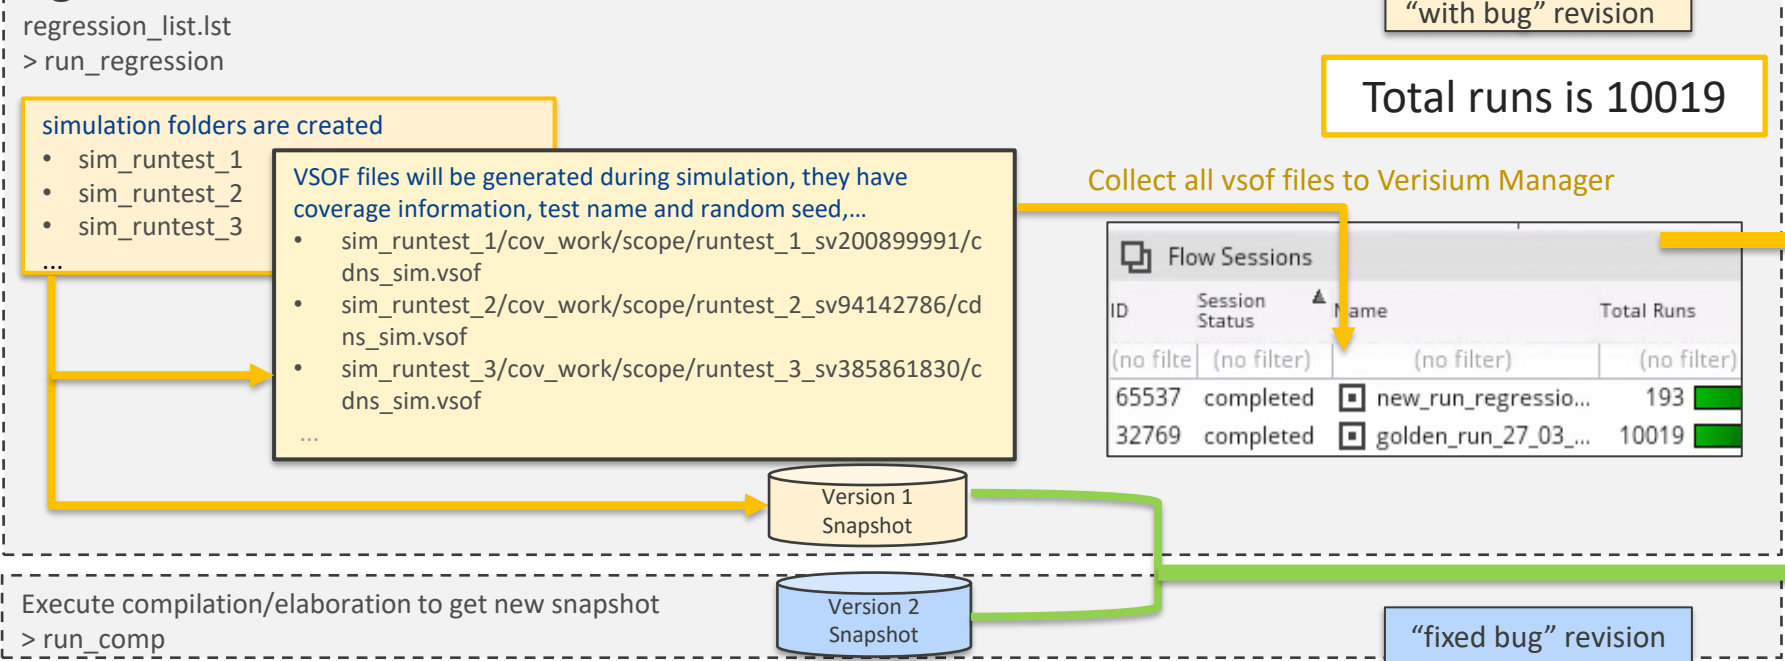 "with bug" revision
regression_list.lst
> run_regression
Total runs is 10019
simulation folders are created
• sim_runtest_1
• sim_runtest_2
• sim_runtest_3
...
VSOF files will be generated during simulation, they have
coverage information, test name and random seed,...
• sim_runtest_1/cov_work/scope/runtest_1_sv200899991/c
dns_sim.vsof
• sim_runtest_2/cov_work/scope/runtest_2_sv94142786/cd
ns_sim.vsof
• sim_runtest_3/cov_work/scope/runtest_3_sv385861830/c
dns_sim.vsof
...
Collect all vsof files to Verisium Manager
Flow Sessions
ID Session Status Name Total Runs
(no filte (no filter) (no filter) (no filter)
65537 completed new_run_regressio... 193
32769 completed golden_run_27_03_... 10019
Version 1
Snapshot
Execute compilation/elaboration to get new snapshot
> run_comp
Version 2
Snapshot
"fixed bug" revision